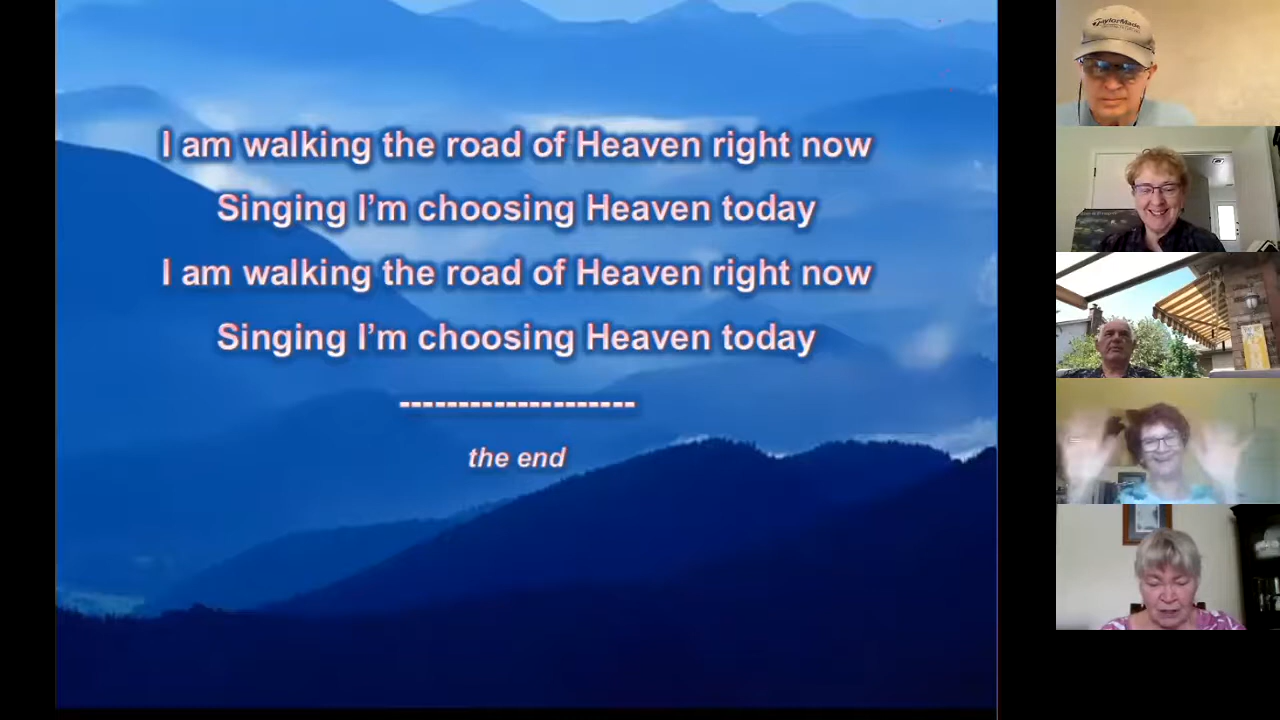 I am walking the road of Heaven right now
Singing I’m choosing Heaven today
I am walking the road of Heaven right now
Singing I’m choosing Heaven today
--------------------
the end
TaylorMade